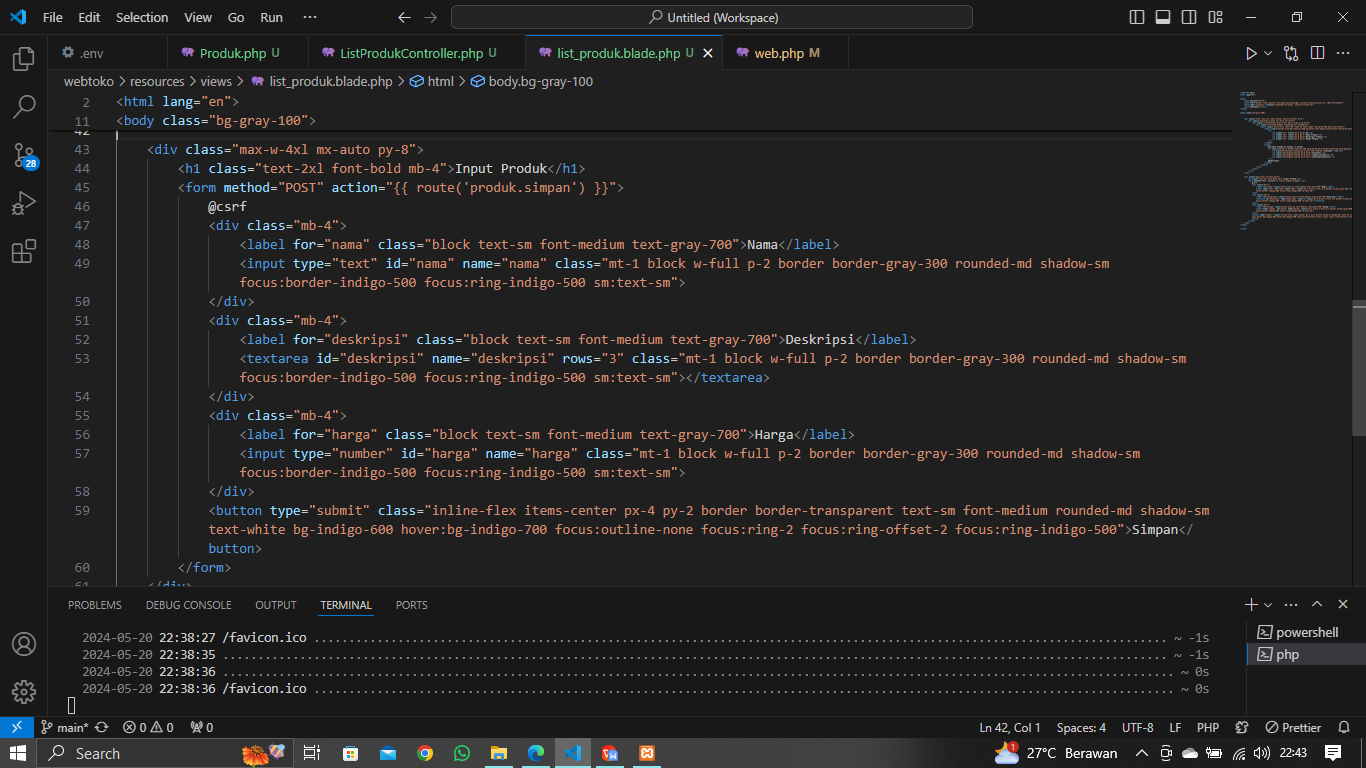 File Edit Selection View Go Run ··· Untitled (Workspace)
.env Produk.php U ListProdukController.php U list_produk.blade.php U web.php M
webtoko > resources > views > list_produk.blade.php > html > body.bg-gray-100
2 <html lang="en">
11 <body class="bg-gray-100">
42
43 <div class="max-w-4xl mx-auto py-8">
44 <h1 class="text-2xl font-bold mb-4">Input Produk</h1>
45 <form method="POST" action="{{ route('produk.simpan') }}">
46 @csrf
47 <div class="mb-4">
48 <label for="nama" class="block text-sm font-medium text-gray-700">Nama</label>
49 <input type="text" id="nama" name="nama" class="mt-1 block w-full p-2 border border-gray-300 rounded-md shadow-sm
focus:border-indigo-500 focus:ring-indigo-500 sm:text-sm">
50 </div>
51 <div class="mb-4">
52 <label for="deskripsi" class="block text-sm font-medium text-gray-700">Deskripsi</label>
53 <textarea id="deskripsi" name="deskripsi" rows="3" class="mt-1 block w-full p-2 border border-gray-300 rounded-md shadow-sm
focus:border-indigo-500 focus:ring-indigo-500 sm:text-sm"></textarea>
54 </div>
55 <div class="mb-4">
56 <label for="harga" class="block text-sm font-medium text-gray-700">Harga</label>
57 <input type="number" id="harga" name="harga" class="mt-1 block w-full p-2 border border-gray-300 rounded-md shadow-sm
focus:border-indigo-500 focus:ring-indigo-500 sm:text-sm">
58 </div>
59 <button type="submit" class="inline-flex items-center px-4 py-2 border border-transparent text-sm font-medium rounded-md shadow-sm
text-white bg-indigo-600 hover:bg-indigo-700 focus:outline-none focus:ring-2 focus:ring-offset-2 focus:ring-indigo-500">Simpan</
button>
60 </form>
61 </div>
28
PROBLEMS DEBUG CONSOLE OUTPUT TERMINAL PORTS
2024-05-20 22:38:27 /favicon.ico ........ ~ -1s
2024-05-20 22:38:35 ........ ~ -1s
2024-05-20 22:38:36 ........ ~ 0s
2024-05-20 22:38:36 /favicon.ico ........ ~ 0s
powershell
php
main* 0 0 0 Ln 42, Col 1 Spaces: 4 UTF-8 LF PHP Prettier
Search 1 27°C Berawan 22:43